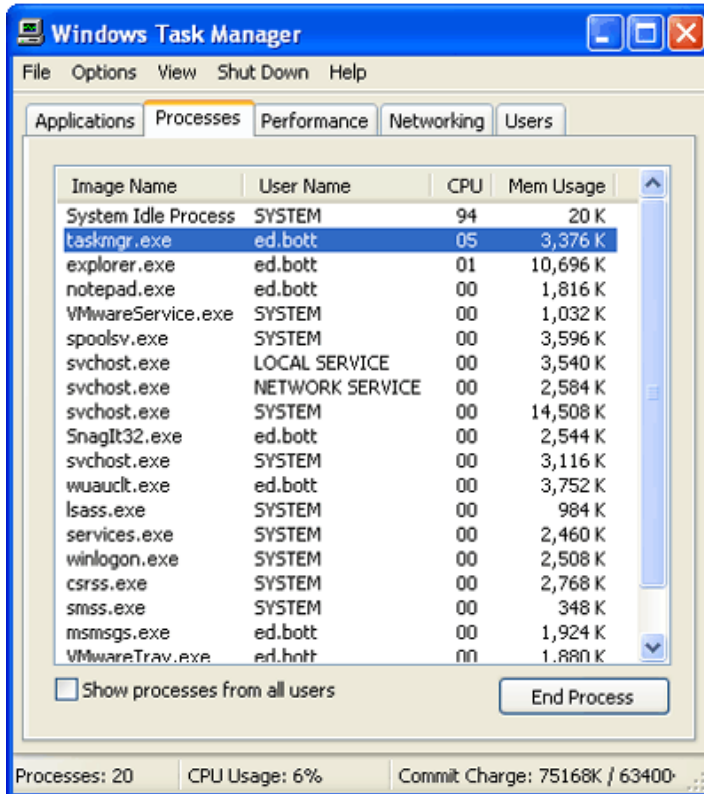 Windows Task Manager
File Options View Shut Down Help
Applications Processes Performance Networking Users
Image Name User Name CPU Mem Usage
System Idle Process SYSTEM 94 20 K
taskmgr.exe ed.bott 05 3,376 K
explorer.exe ed.bott 01 10,696 K
notepad.exe ed.bott 00 1,816 K
VMwareService.exe SYSTEM 00 1,032 K
spoolsv.exe SYSTEM 00 3,596 K
svchost.exe LOCAL SERVICE 00 3,540 K
svchost.exe NETWORK SERVICE 00 2,584 K
svchost.exe SYSTEM 00 14,508 K
SnagIt32.exe ed.bott 00 2,544 K
svchost.exe SYSTEM 00 3,116 K
wuauclt.exe ed.bott 00 3,752 K
lsass.exe SYSTEM 00 984 K
services.exe SYSTEM 00 2,460 K
winlogon.exe SYSTEM 00 2,508 K
csrss.exe SYSTEM 00 2,768 K
smss.exe SYSTEM 00 348 K
msmsgs.exe ed.bott 00 1,924 K
VMwareTray.exe ed.bott 00 1,880 K
Show processes from all users
End Process
Processes: 20 CPU Usage: 6% Commit Charge: 75168K / 63400